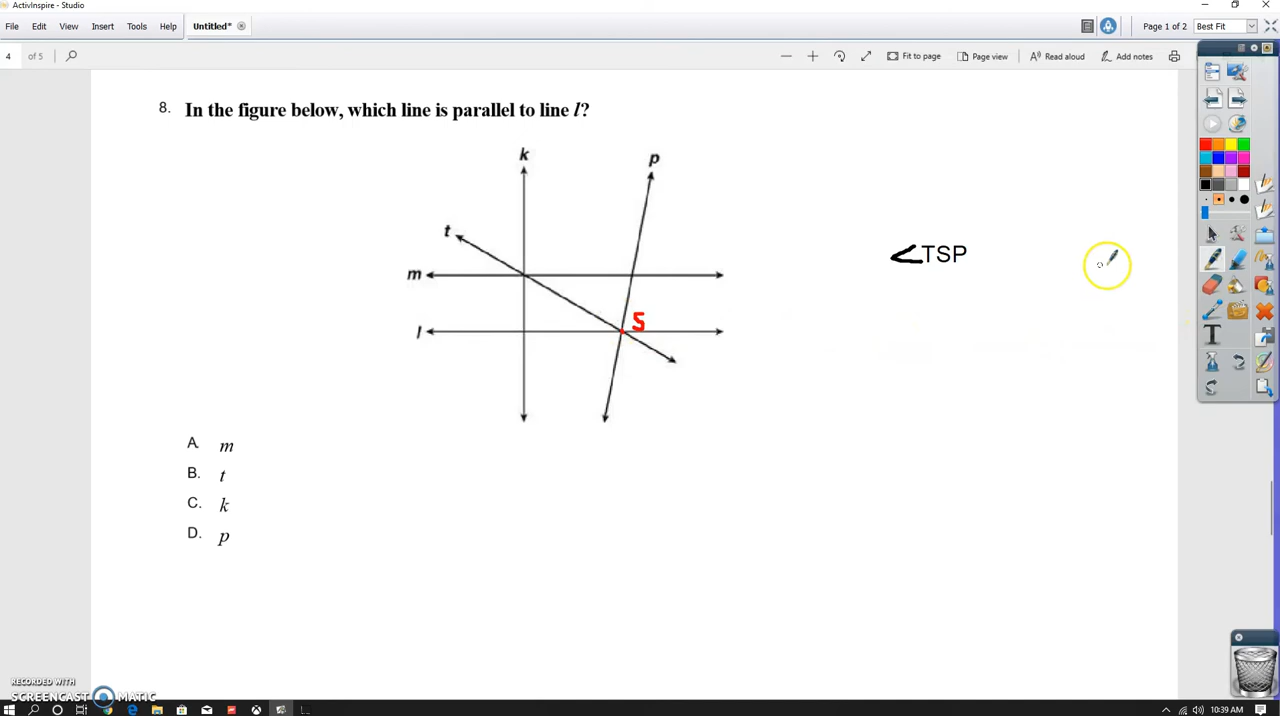 ActivInspire - Studio
File Edit View Insert Tools Help Untitled* Page 1 of 2 Best Fit
4 of 5 Fit to page Page view Read aloud Add notes
8. In the figure below, which line is parallel to line l?
k
p
t
m
l
S
<TSP
A. m
B. t
C. k
D. p
T
RECORDED WITH
SCREENCAST MATIC
10:39 AM